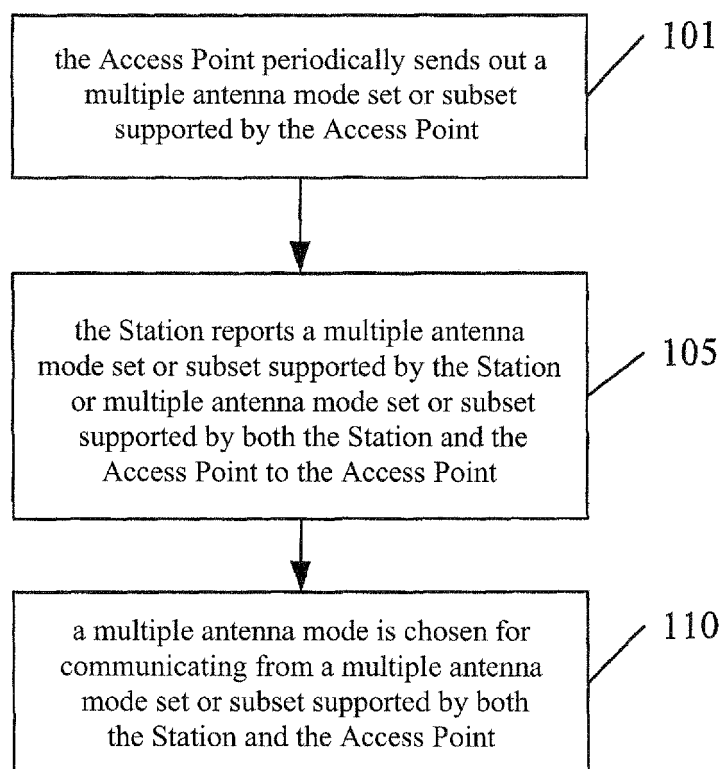 the Access Point periodically sends out a
multiple antenna mode set or subset
supported by the Access Point
101
the Station reports a multiple antenna
mode set or subset supported by the Station
or multiple antenna mode set or subset
supported by both the Station and the
Access Point to the Access Point
105
a multiple antenna mode is chosen for
communicating from a multiple antenna
mode set or subset supported by both
the Station and the Access Point
110